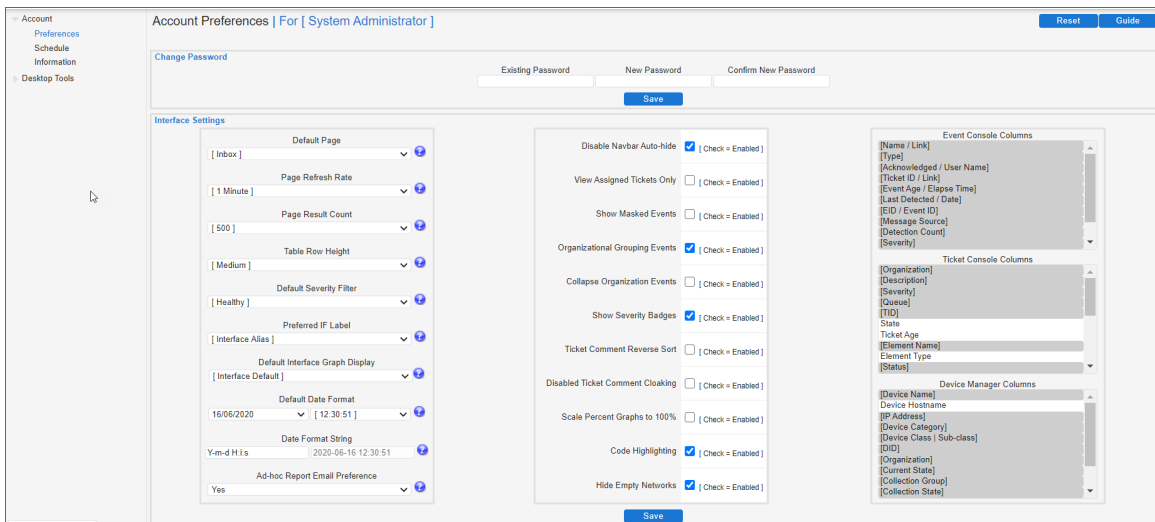 Account
Preferences
Schedule
Information
Desktop Tools
Account Preferences | For [ System Administrator ]
Reset
Guide
Change Password
Existing Password
New Password
Confirm New Password
Save
Interface Settings
Default Page
[ Inbox ]
Page Refresh Rate
[ 1 Minute ]
Page Result Count
[ 500 ]
Table Row Height
[ Medium ]
Default Severity Filter
[ Healthy ]
Preferred IF Label
[ Interface Alias ]
Default Interface Graph Display
[ Interface Default ]
Default Date Format
16/06/2020
[ 12:30:51 ]
Date Format String
Y-m-d H:i:s
2020-06-16 12:30:51
Ad-hoc Report Email Preference
Yes
Disable Navbar Auto-hide [ Check = Enabled ]
View Assigned Tickets Only [ Check = Enabled ]
Show Masked Events [ Check = Enabled ]
Organizational Grouping Events [ Check = Enabled ]
Collapse Organization Events [ Check = Enabled ]
Show Severity Badges [ Check = Enabled ]
Ticket Comment Reverse Sort [ Check = Enabled ]
Disabled Ticket Comment Cloaking [ Check = Enabled ]
Scale Percent Graphs to 100% [ Check = Enabled ]
Code Highlighting [ Check = Enabled ]
Hide Empty Networks [ Check = Enabled ]
Event Console Columns
[Name / Link]
[Type]
[Acknowledged / User Name]
[Ticket ID / Link]
[Event Age / Elapse Time]
[Last Detected / Date]
[EID / Event ID]
[Message Source]
[Detection Count]
[Severity]
Ticket Console Columns
[Organization]
[Description]
[Severity]
[Queue]
[TID]
State
Ticket Age
[Element Name]
Element Type
[Status]
Device Manager Columns
[Device Name]
Device Hostname
[IP Address]
[Device Category]
[Device Class | Sub-class]
[DID]
[Organization]
[Current State]
[Collection Group]
[Collection State]
Save